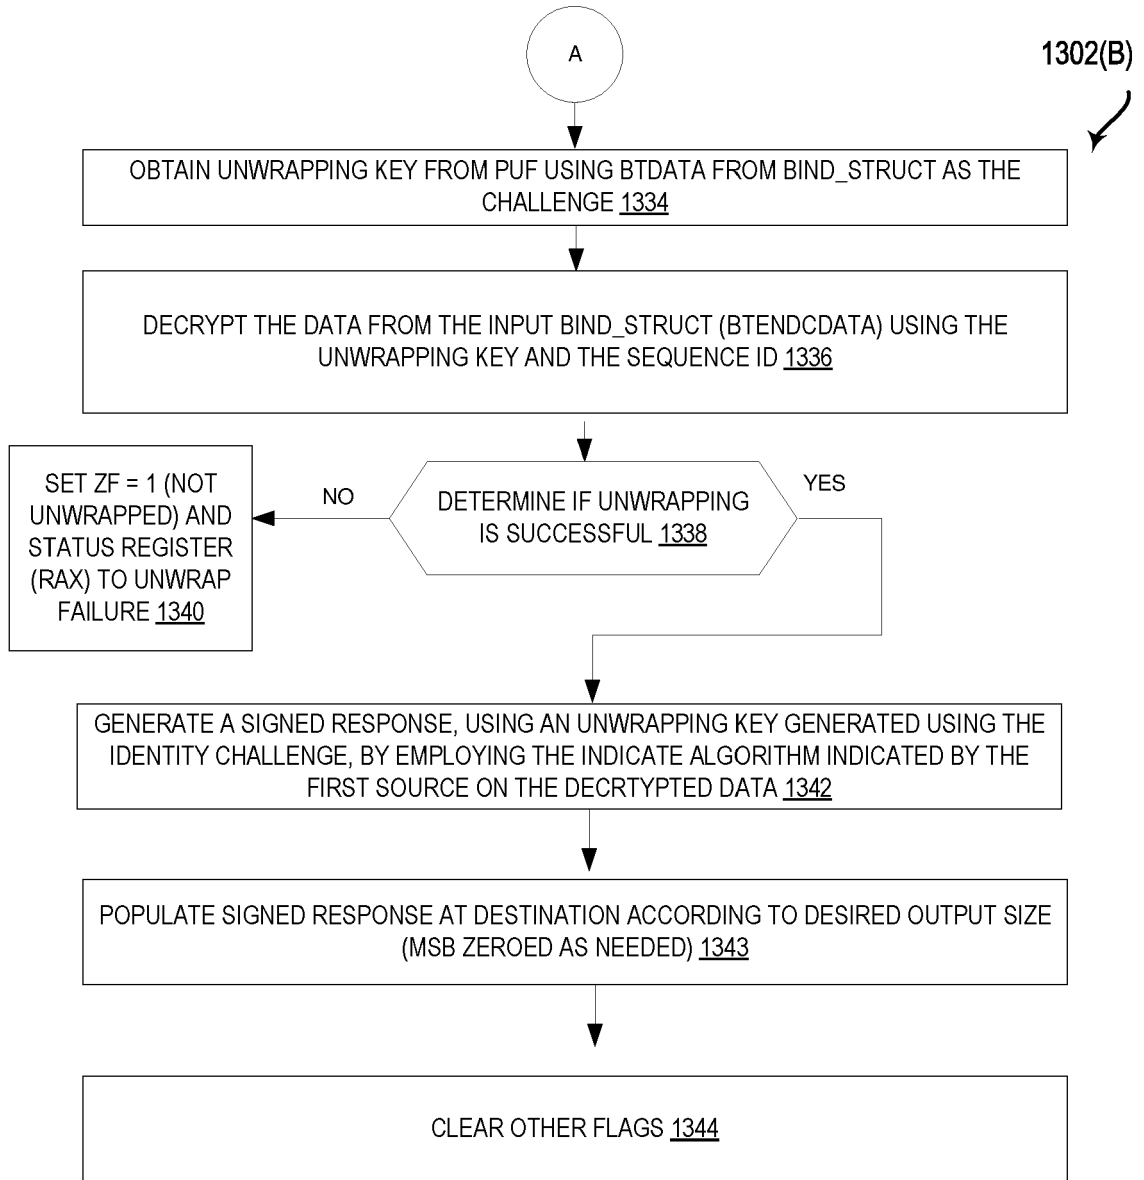 A
1302(B)
OBTAIN UNWRAPPING KEY FROM PUF USING BTDATA FROM BIND_STRUCT AS THE
CHALLENGE 1334
DECRYPT THE DATA FROM THE INPUT BIND_STRUCT (BTENDCDATA) USING THE
UNWRAPPING KEY AND THE SEQUENCE ID 1336
SET ZF = 1 (NOT
UNWRAPPED) AND
STATUS REGISTER
(RAX) TO UNWRAP
FAILURE 1340
NO
DETERMINE IF UNWRAPPING
IS SUCCESSFUL 1338
YES
GENERATE A SIGNED RESPONSE, USING AN UNWRAPPING KEY GENERATED USING THE
IDENTITY CHALLENGE, BY EMPLOYING THE INDICATE ALGORITHM INDICATED BY THE
FIRST SOURCE ON THE DECRTYPTED DATA 1342
POPULATE SIGNED RESPONSE AT DESTINATION ACCORDING TO DESIRED OUTPUT SIZE
(MSB ZEROED AS NEEDED) 1343
CLEAR OTHER FLAGS 1344